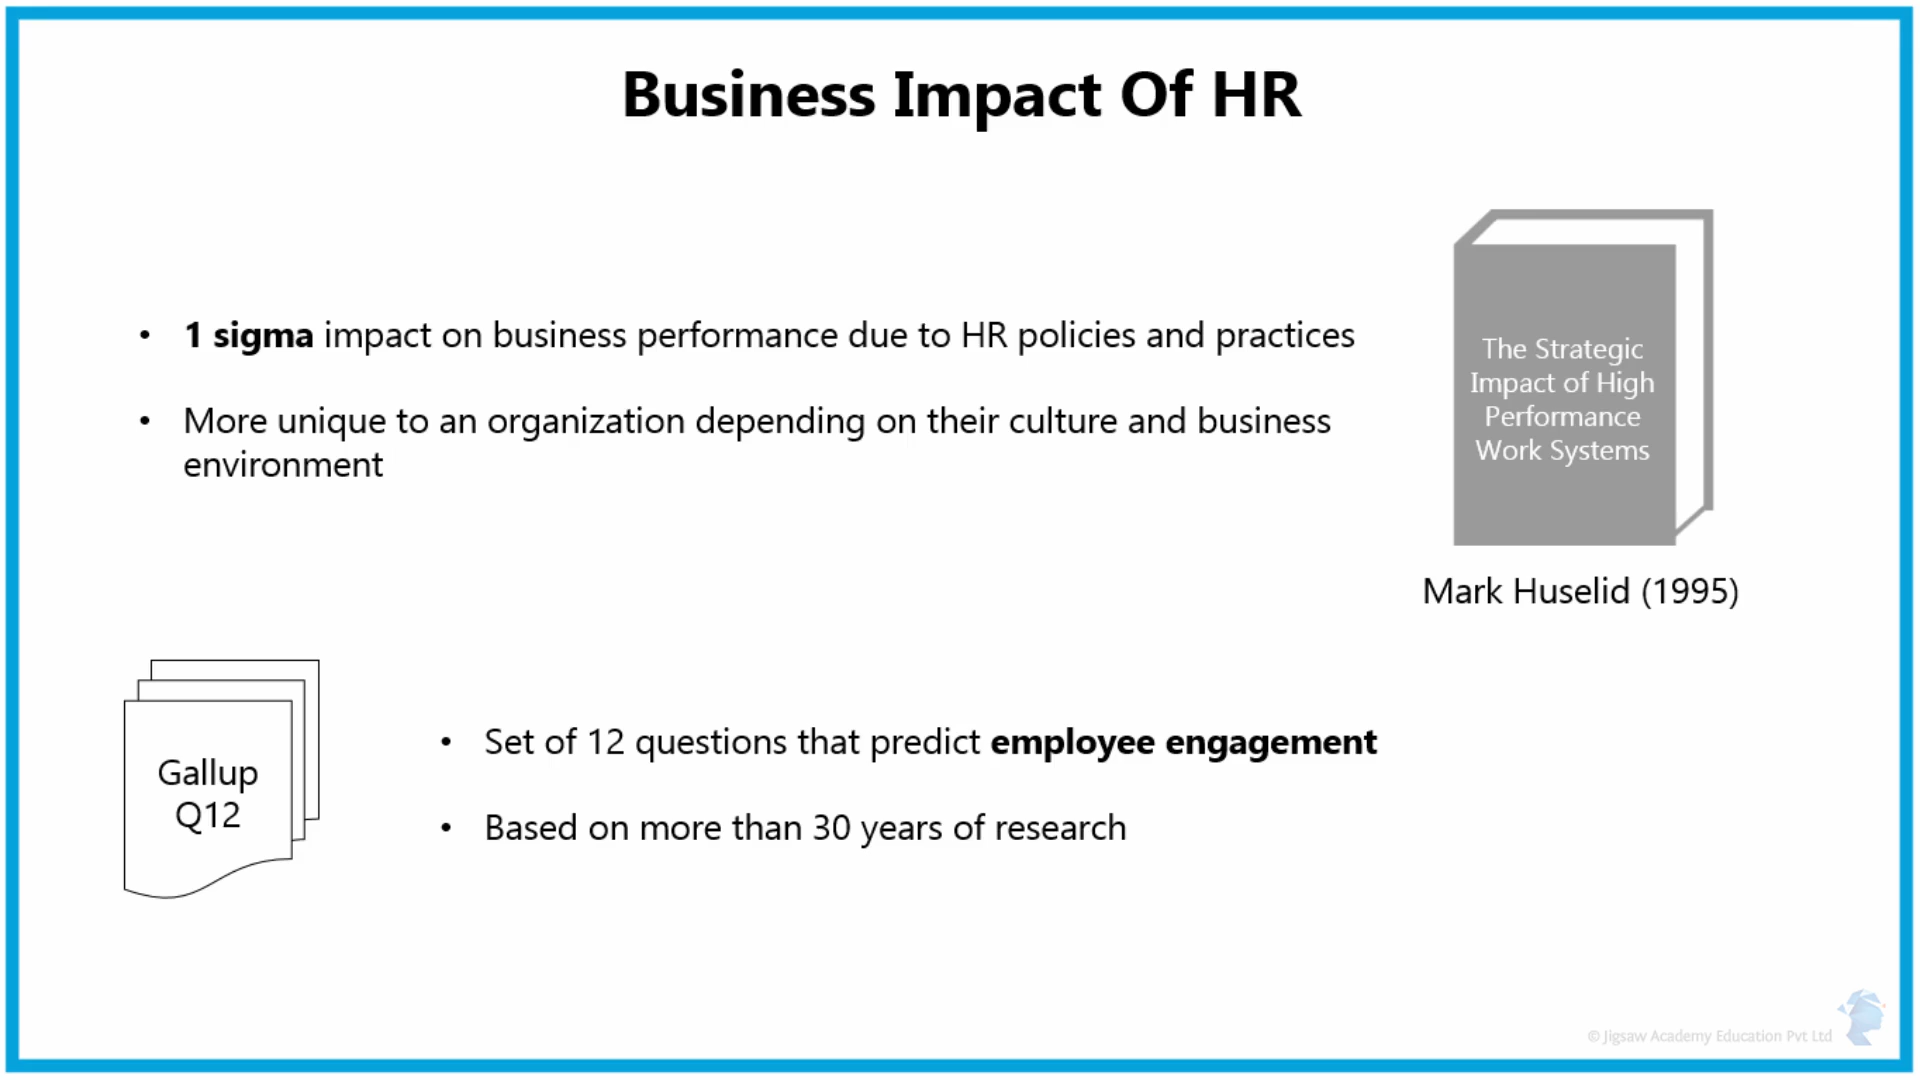 Business Impact Of HR
• 1 sigma impact on business performance due to HR policies and practices
• More unique to an organization depending on their culture and business
environment
The Strategic
Impact of High
Performance
Work Systems
Mark Huselid (1995)
Gallup
Q12
• Set of 12 questions that predict employee engagement
• Based on more than 30 years of research
© Jigsaw Academy Education Pvt Ltd